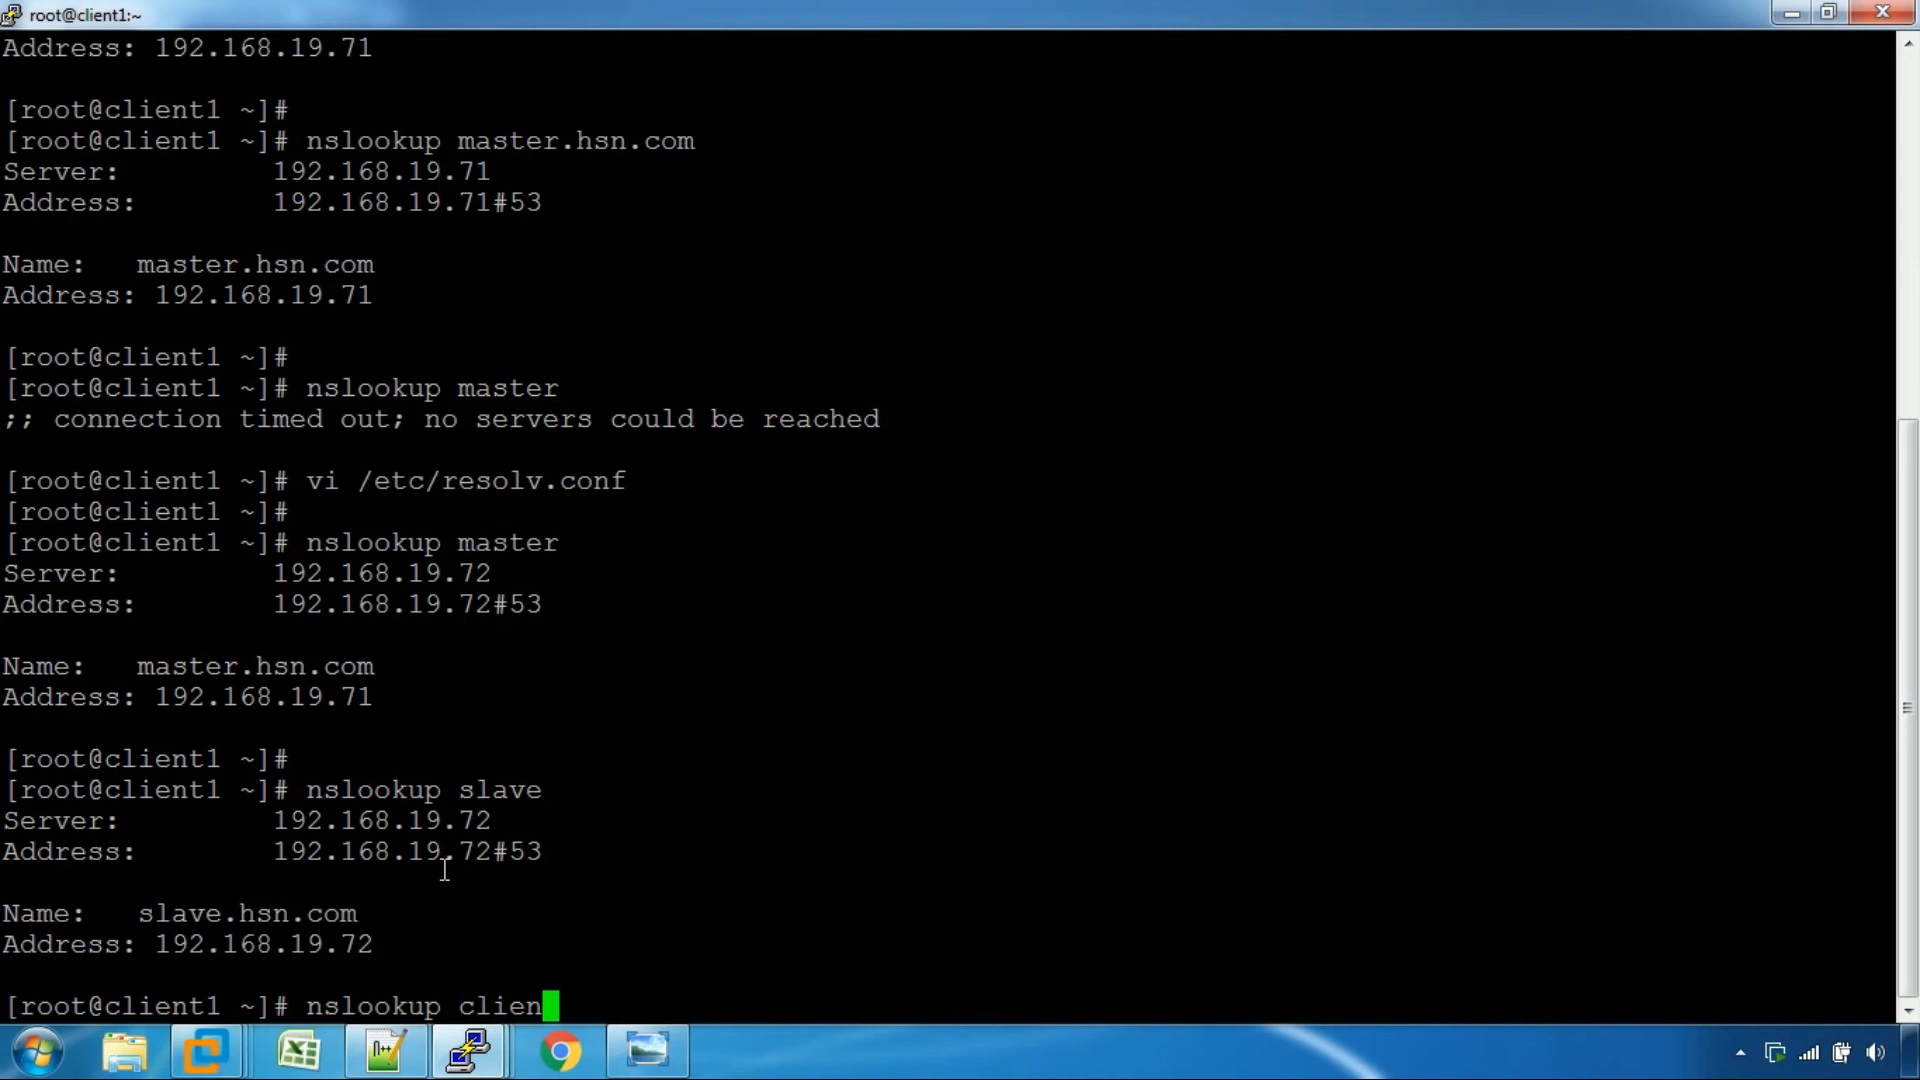 root@client1:~
Address: 192.168.19.71
[root@client1 ~]#
[root@client1 ~]# nslookup master.hsn.com
Server: 192.168.19.71
Address: 192.168.19.71#53
Name: master.hsn.com
Address: 192.168.19.71
[root@client1 ~]#
[root@client1 ~]# nslookup master
;; connection timed out; no servers could be reached
[root@client1 ~]# vi /etc/resolv.conf
[root@client1 ~]#
[root@client1 ~]# nslookup master
Server: 192.168.19.72
Address: 192.168.19.72#53
Name: master.hsn.com
Address: 192.168.19.71
[root@client1 ~]#
[root@client1 ~]# nslookup slave
Server: 192.168.19.72
Address: 192.168.19.72#53
Name: slave.hsn.com
Address: 192.168.19.72
[root@client1 ~]# nslookup clien